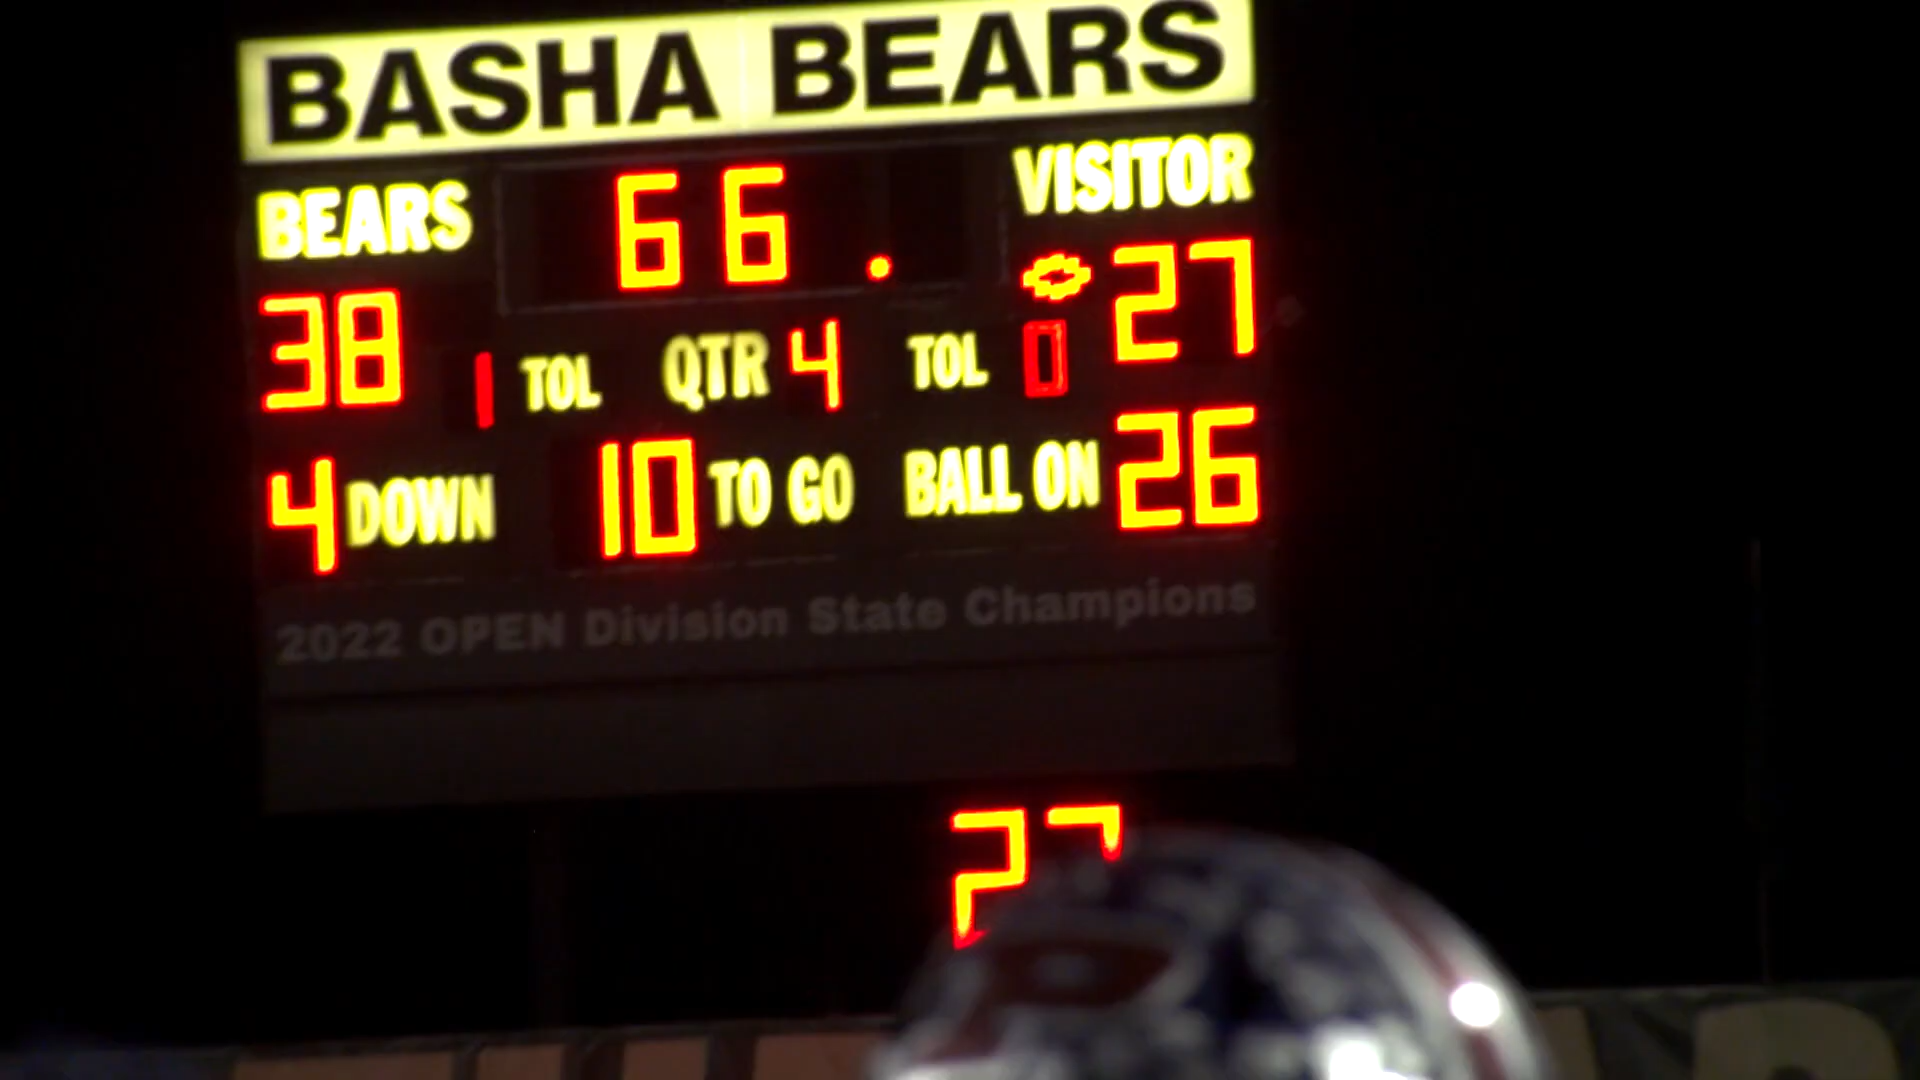 BASHA BEARS
BEARS 66. VISITOR
38 1 TOL QTR 4 TOL 0 27
4 DOWN 10 TO GO BALL ON 26
2022 OPEN Division State Champions
27